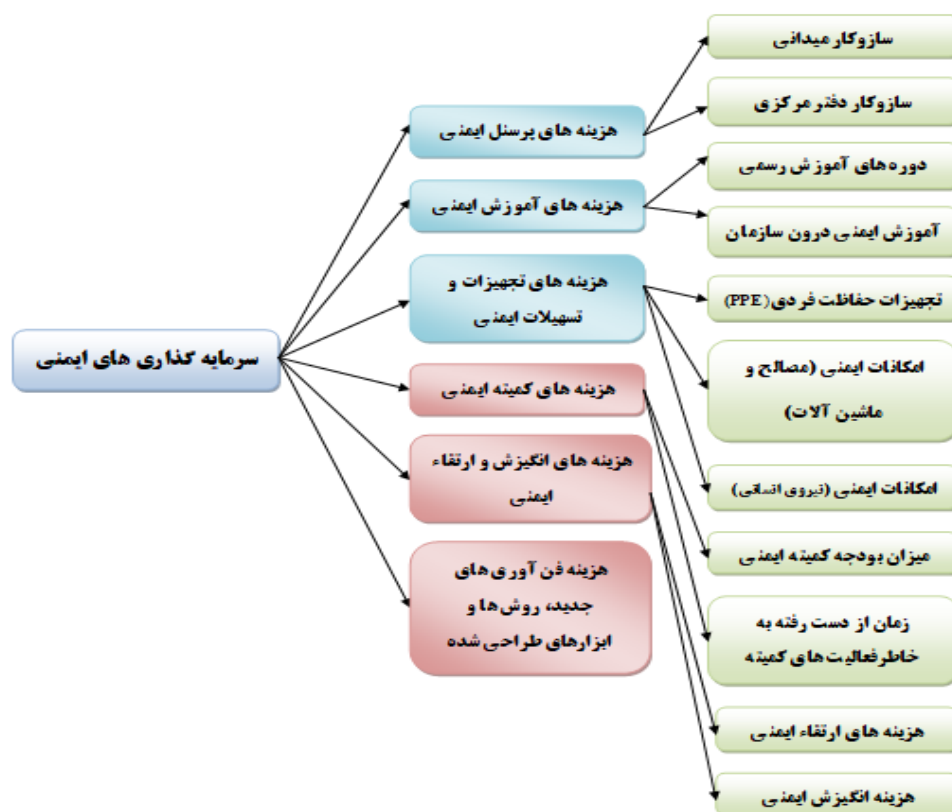 سرمایه گذاری های ایمنی
هزینه های پرسنل ایمنی
هزینه های آموزش ایمنی
هزینه های تجهیزات و
تسهیلات ایمنی
هزینه های کمیته ایمنی
هزینه های انگیزش و ارتقاء
ایمنی
هزینه فن آوری‌های
جدید، روش‌ها و
ابزارهای طراحی شده
سازوکار میدانی
سازوکار دفتر مرکزی
دوره‌های آموزش رسمی
آموزش ایمنی درون سازمان
تجهیزات حفاظت فردی(PPE)
امکانات ایمنی (مصالح و
ماشین آلات)
امکانات ایمنی (نیروی انسانی)
میزان بودجه کمیته ایمنی
زمان از دست رفته به
خاطرفعالیت‌های کمیته
هزینه های ارتقاء ایمنی
هزینه انگیزش ایمنی